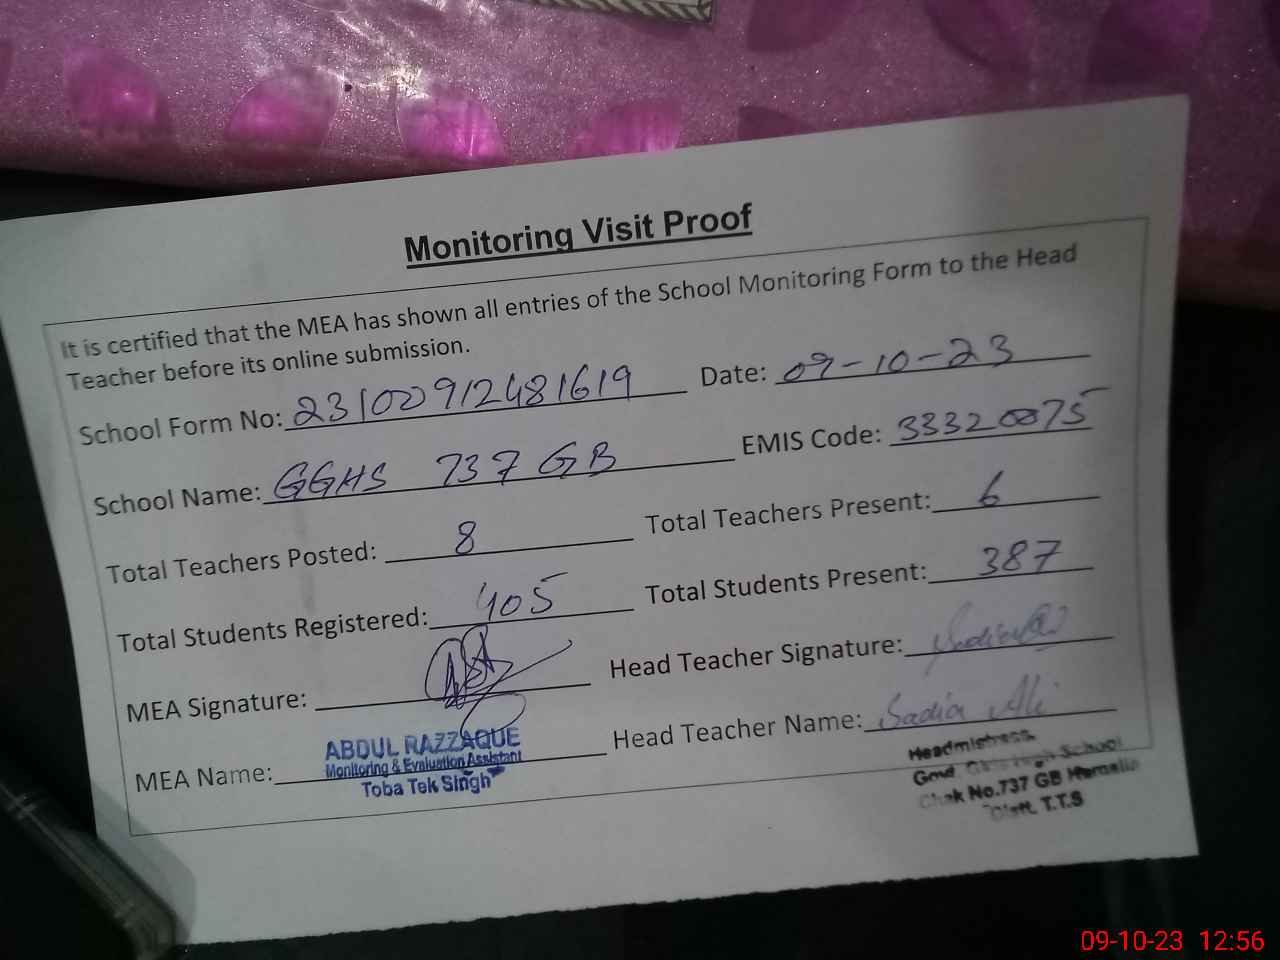 Monitoring Visit Proof
It is certified that the MEA has shown all entries of the School Monitoring Form to the Head
Teacher before its online submission.
School Form No: 23100912481619 Date: 09-10-23
School Name: GGHS 737 GB EMIS Code: 33320075
Total Teachers Posted: 8 Total Teachers Present: 6
Total Students Registered: 405 Total Students Present: 387
MEA Signature: Head Teacher Signature:
MEA Name: ABDUL RAZZAQUE Head Teacher Name: Sadia Ali
Monitoring & Evaluation Assistant
Toba Tek Singh
Headmistress
Govt. Girls High School
Chak No.737 GB
Distt. T.T.S
09-10-23 12:56